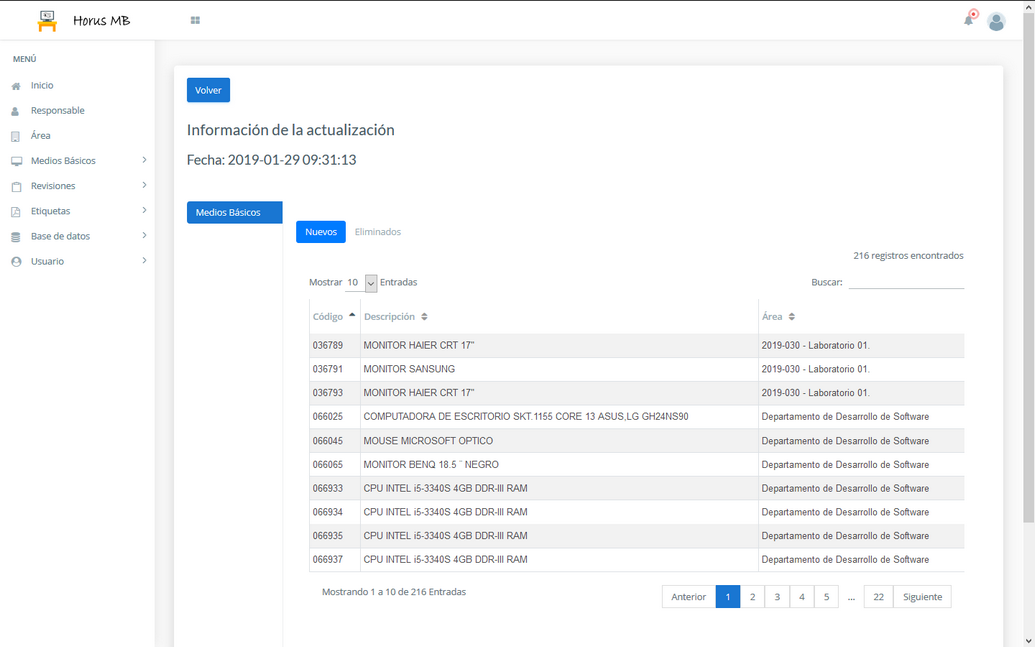 Horus MB
MENÚ
Inicio
Responsable
Área
Medios Básicos
Revisiones
Etiquetas
Base de datos
Usuario
Volver
Información de la actualización
Fecha: 2019-01-29 09:31:13
Medios Básicos
Nuevos Eliminados
216 registros encontrados
Mostrar 10 Entradas Buscar:
Código Descripción Área
036789 MONITOR HAIER CRT 17" 2019-030 - Laboratorio 01.
036791 MONITOR SANSUNG 2019-030 - Laboratorio 01.
036793 MONITOR HAIER CRT 17" 2019-030 - Laboratorio 01.
066025 COMPUTADORA DE ESCRITORIO SKT.1155 CORE 13 ASUS,LG GH24NS90 Departamento de Desarrollo de Software
066045 MOUSE MICROSOFT OPTICO Departamento de Desarrollo de Software
066065 MONITOR BENQ 18.5 ¨ NEGRO Departamento de Desarrollo de Software
066933 CPU INTEL i5-3340S 4GB DDR-III RAM Departamento de Desarrollo de Software
066934 CPU INTEL i5-3340S 4GB DDR-III RAM Departamento de Desarrollo de Software
066935 CPU INTEL i5-3340S 4GB DDR-III RAM Departamento de Desarrollo de Software
066937 CPU INTEL i5-3340S 4GB DDR-III RAM Departamento de Desarrollo de Software
Mostrando 1 a 10 de 216 Entradas
Anterior 1 2 3 4 5 ... 22 Siguiente